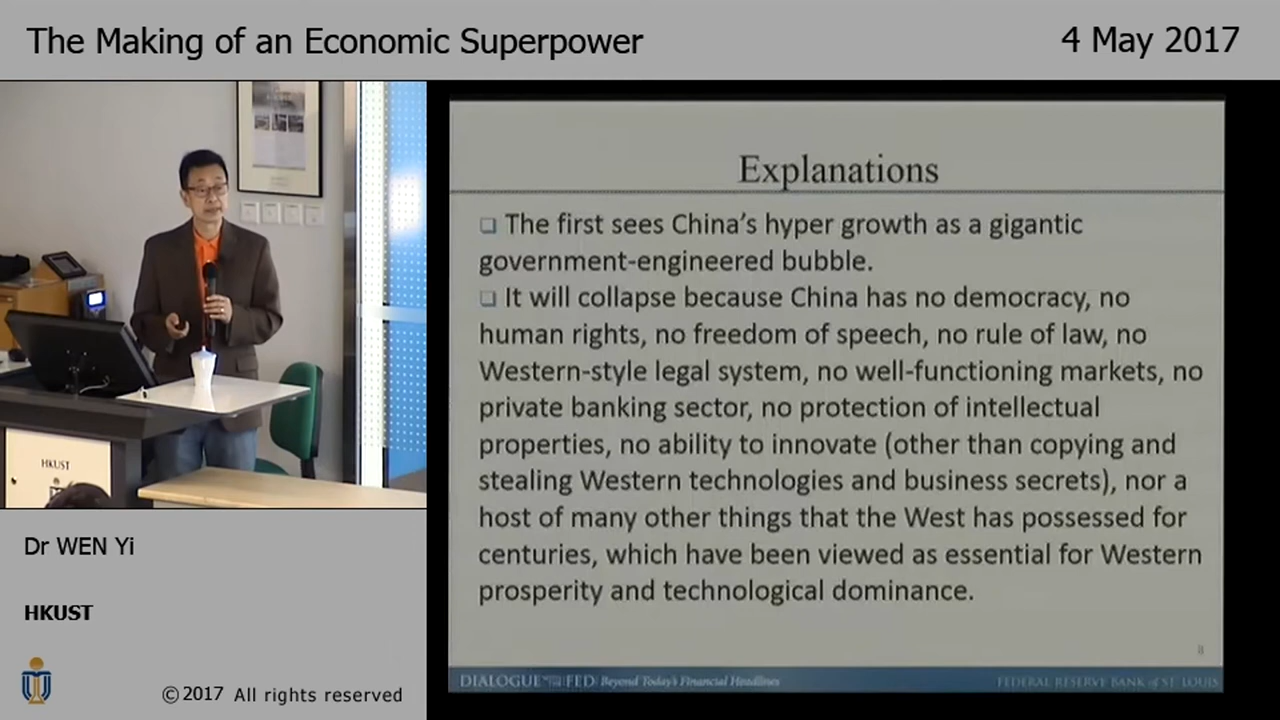 The Making of an Economic Superpower
4 May 2017
Explanations
The first sees China's hyper growth as a gigantic
government-engineered bubble.
It will collapse because China has no democracy, no
human rights, no freedom of speech, no rule of law, no
Western-style legal system, no well-functioning markets, no
private banking sector, no protection of intellectual
properties, no ability to innovate (other than copying and
stealing Western technologies and business secrets), nor a
host of many other things that the West has possessed for
centuries, which have been viewed as essential for Western
prosperity and technological dominance.
8
DIALOGUE WITH THE FED: Beyond Today's Financial Headlines
FEDERAL RESERVE BANK of ST. LOUIS
HKUST
Dr WEN Yi
HKUST
©2017 All rights reserved